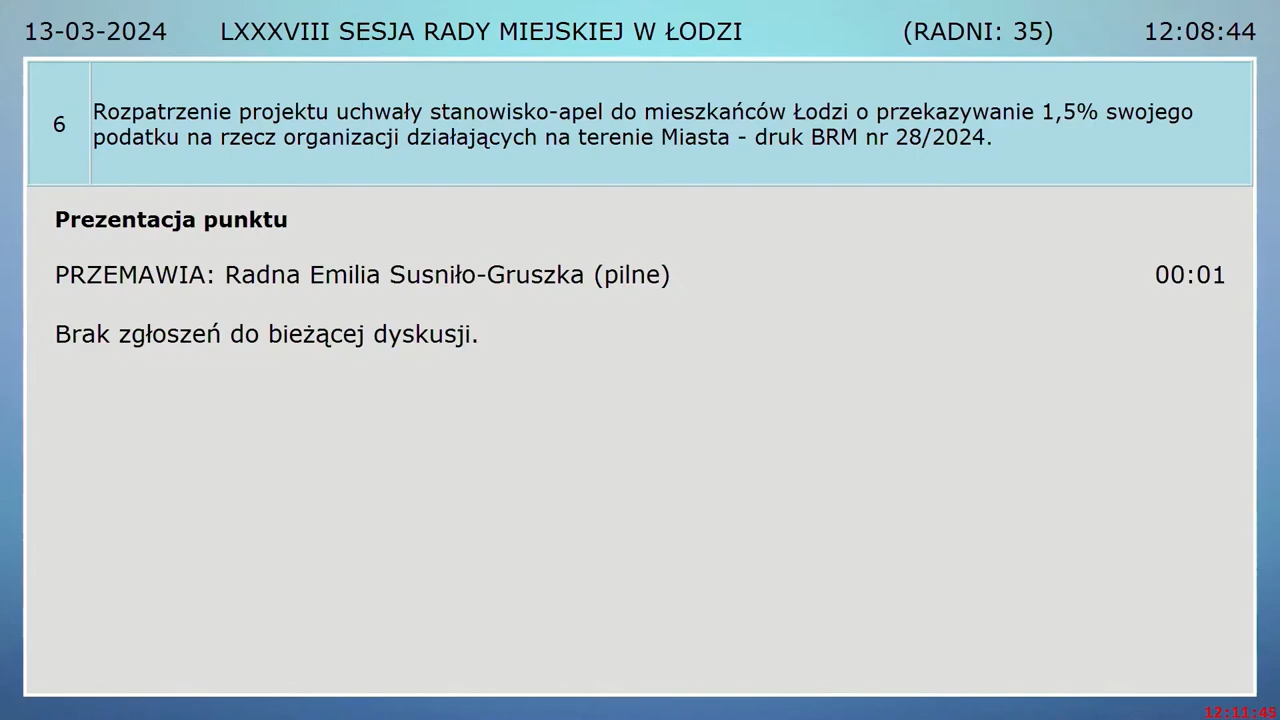 13-03-2024 LXXXVIII SESJA RADY MIEJSKIEJ W ŁODZI (RADNI: 35) 12:08:44
6 Rozpatrzenie projektu uchwały stanowisko-apel do mieszkańców Łodzi o przekazywanie 1,5% swojego
podatku na rzecz organizacji działających na terenie Miasta - druk BRM nr 28/2024.
Prezentacja punktu
PRZEMAWIA: Radna Emilia Susniło-Gruszka (pilne) 00:01
Brak zgłoszeń do bieżącej dyskusji.
12:11:45